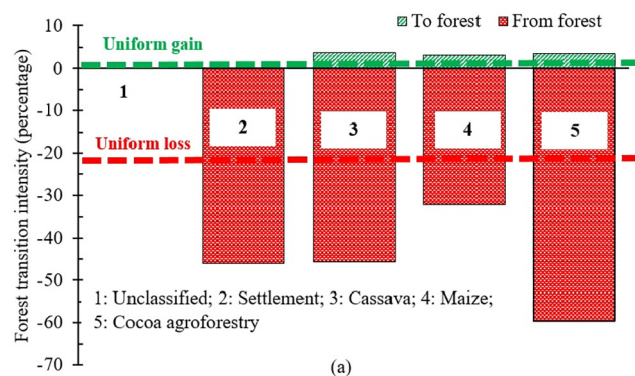 To forest From forest
Uniform gain
Uniform loss
Forest transition intensity (percentage)
10
0
-10
-20
-30
-40
-50
-60
-70
1
2
3
4
5
1: Unclassified; 2: Settlement; 3: Cassava; 4: Maize;
5: Cocoa agroforestry
(a)